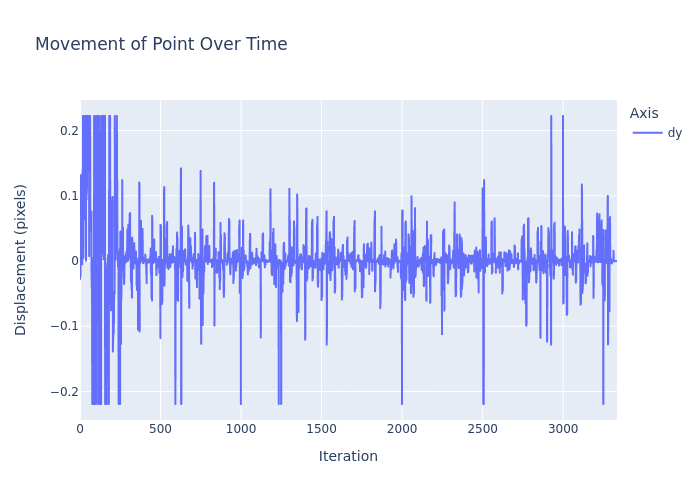 Movement of Point Over Time
Axis
dy
Displacement (pixels)
0.2
0.1
0
−0.1
−0.2
0 500 1000 1500 2000 2500 3000
Iteration